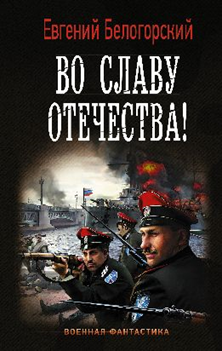 Евгений Белогорский
ВО СЛАВУ
ОТЕЧЕСТВА!
ВОЕННАЯ ФАНТАСТИКА